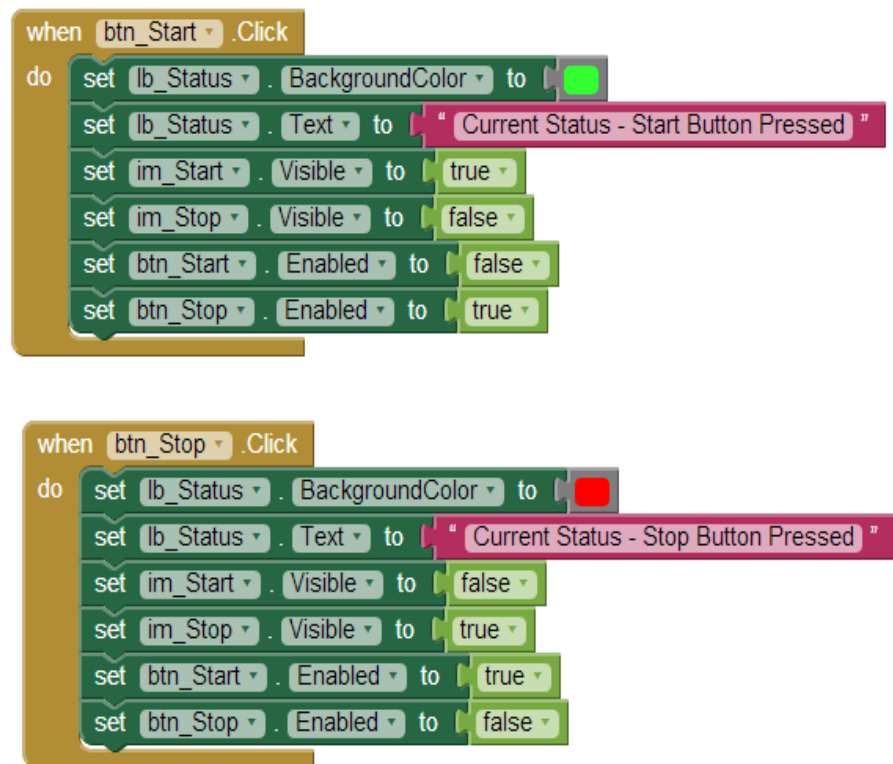 when btn_Start .Click
do set lb_Status . BackgroundColor to
set lb_Status . Text to " Current Status - Start Button Pressed "
set im_Start . Visible to true
set im_Stop . Visible to false
set btn_Start . Enabled to false
set btn_Stop . Enabled to true
when btn_Stop .Click
do set lb_Status . BackgroundColor to
set lb_Status . Text to " Current Status - Stop Button Pressed "
set im_Start . Visible to false
set im_Stop . Visible to true
set btn_Start . Enabled to true
set btn_Stop . Enabled to false